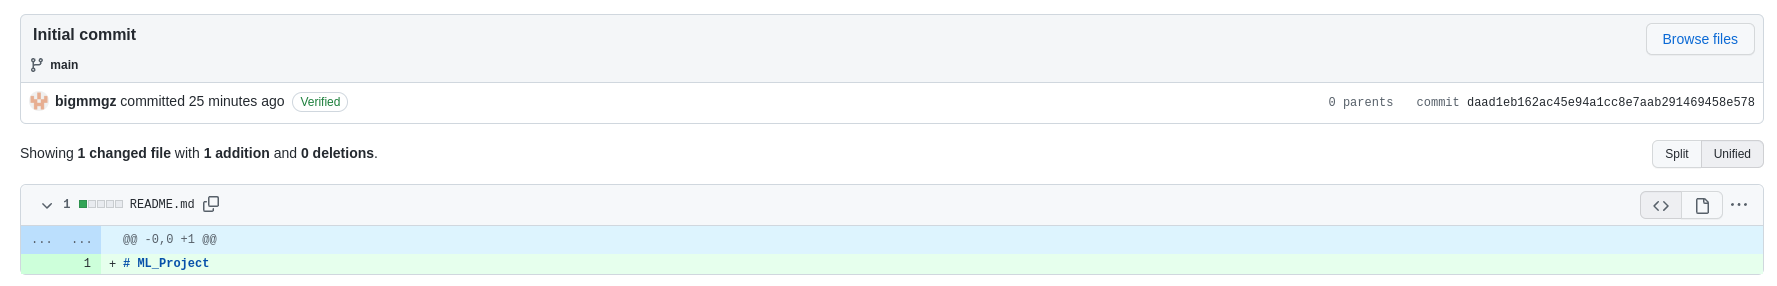 Initial commit
Browse files
main
bigmmgz committed 25 minutes ago Verified
0 parents commit daad1eb162ac45e94a1cc8e7aab291469458e578
Showing 1 changed file with 1 addition and 0 deletions.
Split Unified
1 README.md
... ... @@ -0,0 +1 @@
1 + # ML_Project